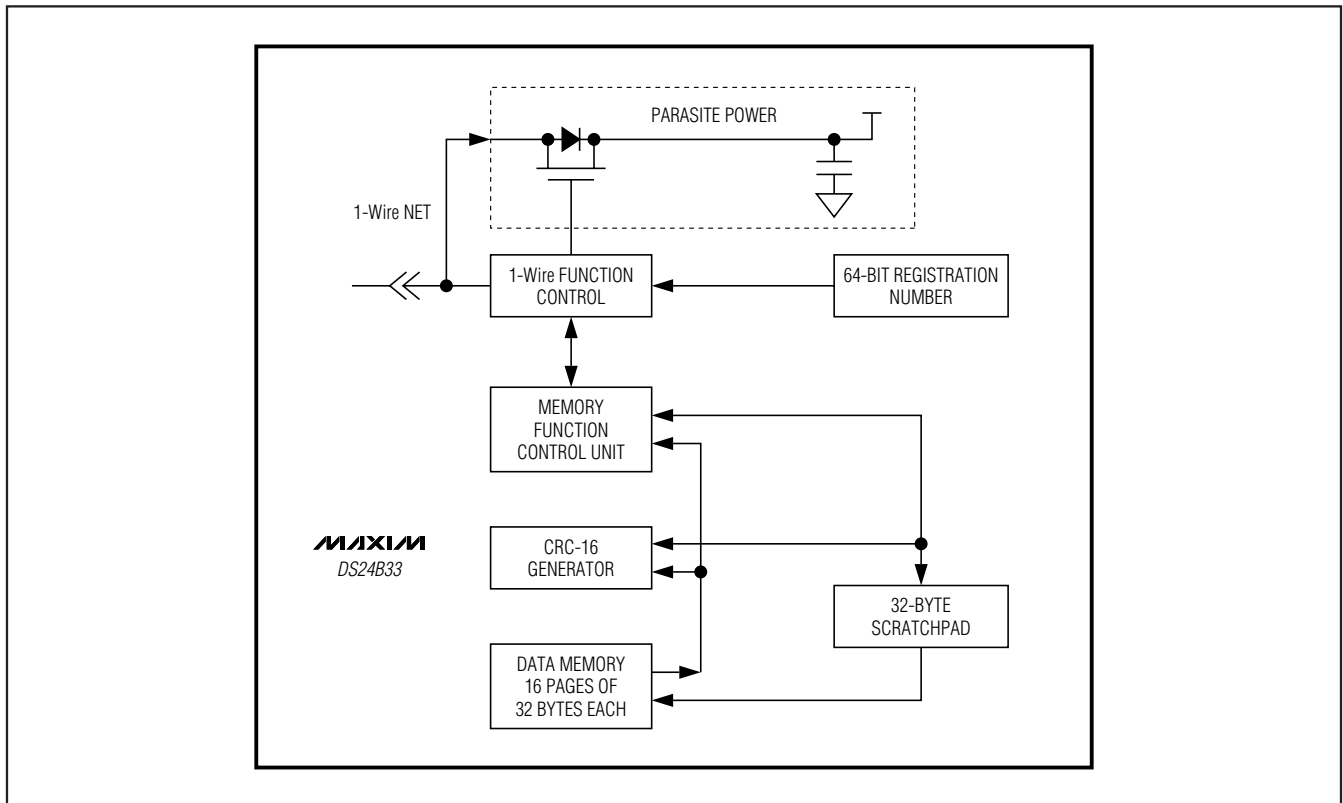 PARASITE POWER
1-Wire NET
1-Wire FUNCTION
CONTROL
64-BIT REGISTRATION
NUMBER
MEMORY
FUNCTION
CONTROL UNIT
MAXIM
DS24B33
CRC-16
GENERATOR
32-BYTE
SCRATCHPAD
DATA MEMORY
16 PAGES OF
32 BYTES EACH